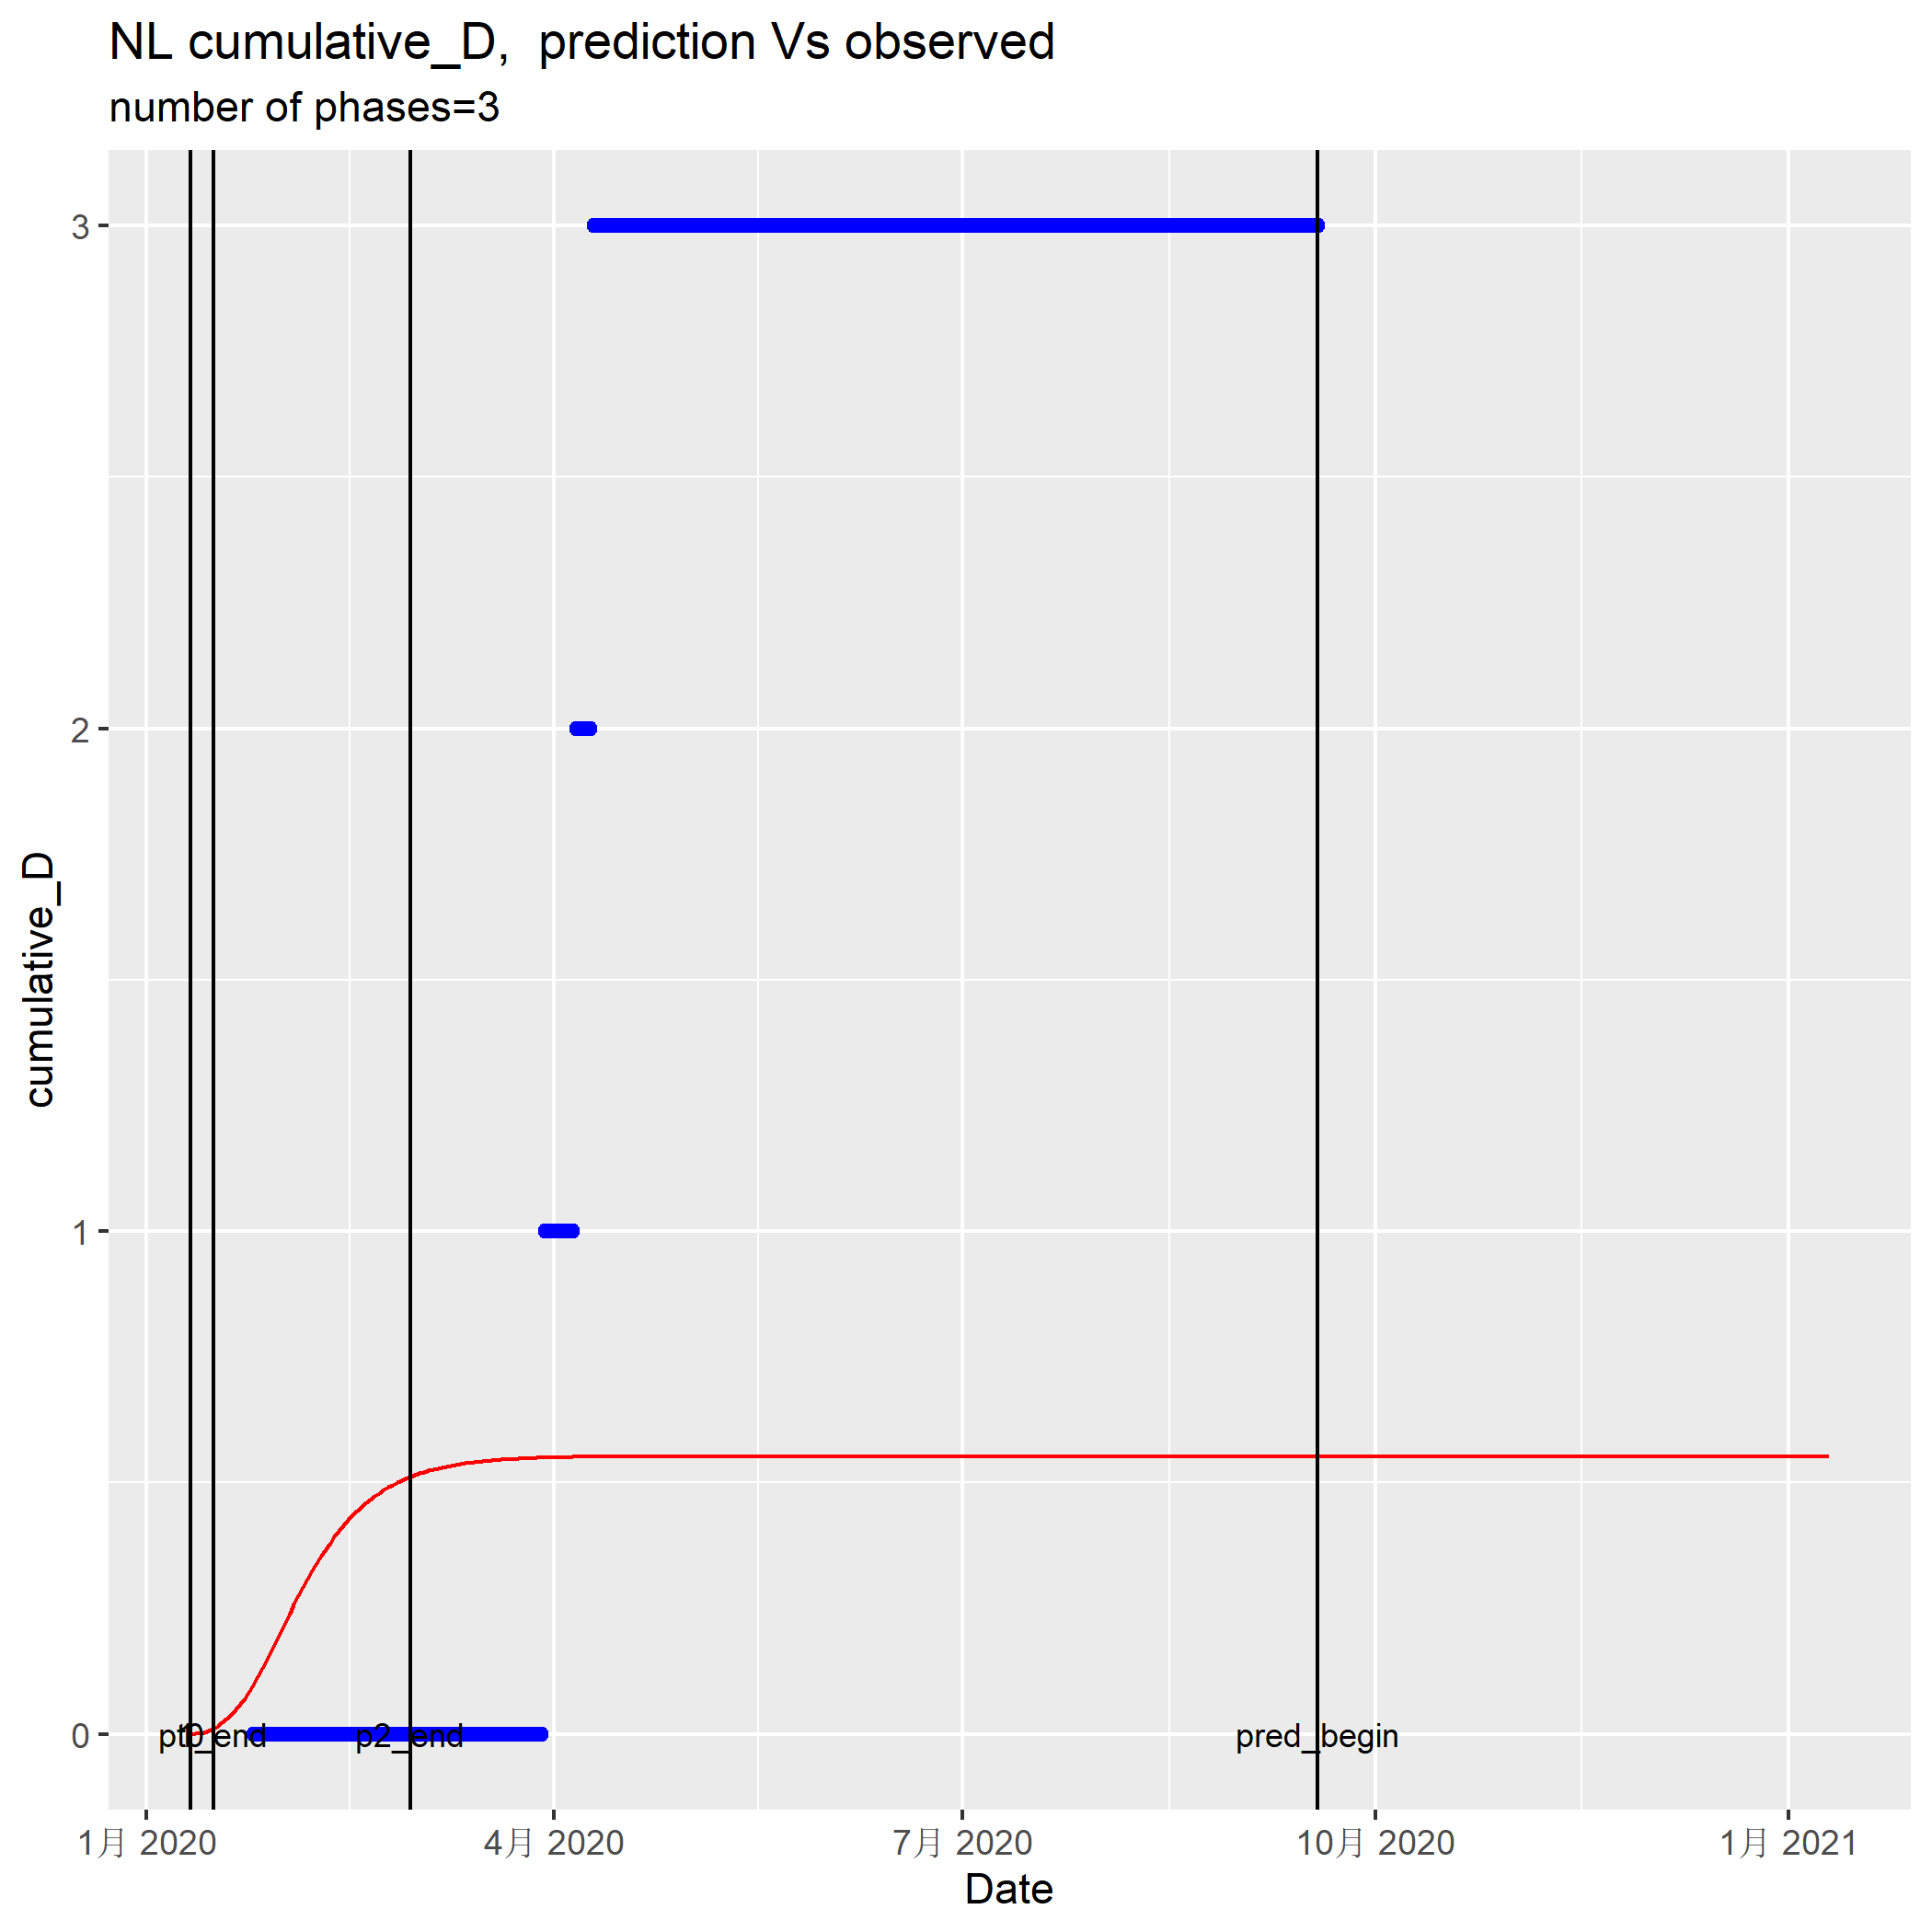 NL cumulative_D,  prediction Vs observed
number of phases=3
cumulative_D
3
2
1
0
p2_end
pred_begin
1月 2020
4月 2020
7月 2020
10月 2020
1月 2021
Date